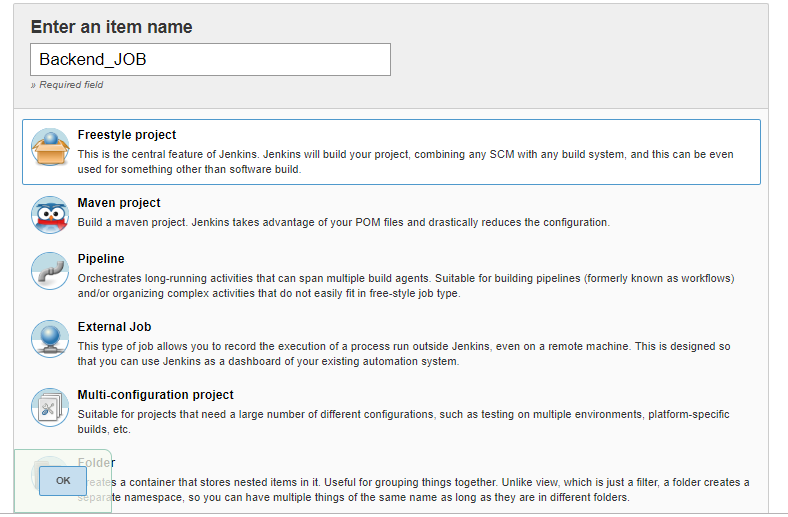 Enter an item name
Backend_JOB
» Required field
Freestyle project
This is the central feature of Jenkins. Jenkins will build your project, combining any SCM with any build system, and this can be even
used for something other than software build.
Maven project
Build a maven project. Jenkins takes advantage of your POM files and drastically reduces the configuration.
Pipeline
Orchestrates long-running activities that can span multiple build agents. Suitable for building pipelines (formerly known as workflows)
and/or organizing complex activities that do not easily fit in free-style job type.
External Job
This type of job allows you to record the execution of a process run outside Jenkins, even on a remote machine. This is designed so
that you can use Jenkins as a dashboard of your existing automation system.
Multi-configuration project
Suitable for projects that need a large number of different configurations, such as testing on multiple environments, platform-specific
builds, etc.
Folder
Creates a container that stores nested items in it. Useful for grouping things together. Unlike view, which is just a filter, a folder creates a
separate namespace, so you can have multiple things of the same name as long as they are in different folders.
OK